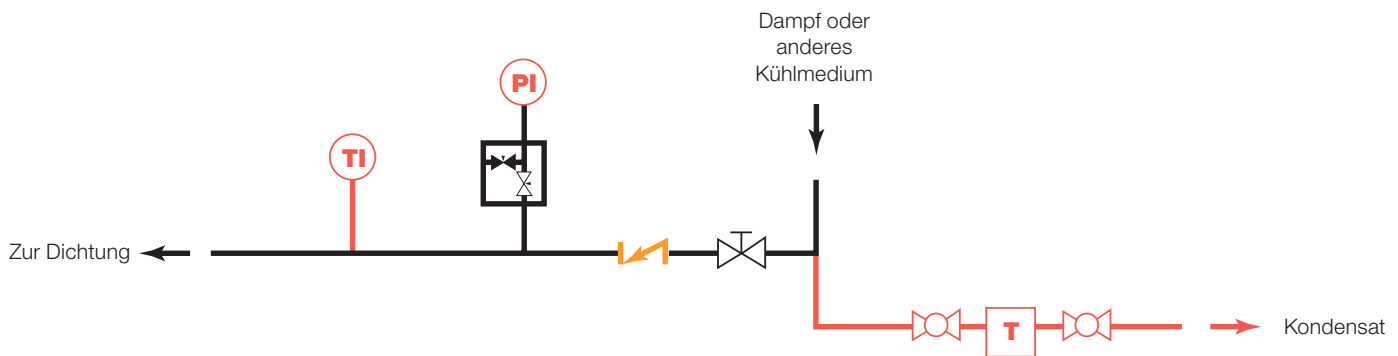 Dampf oder
anderes
Kühlmedium
PI
TI
Zur Dichtung
T
Kondensat